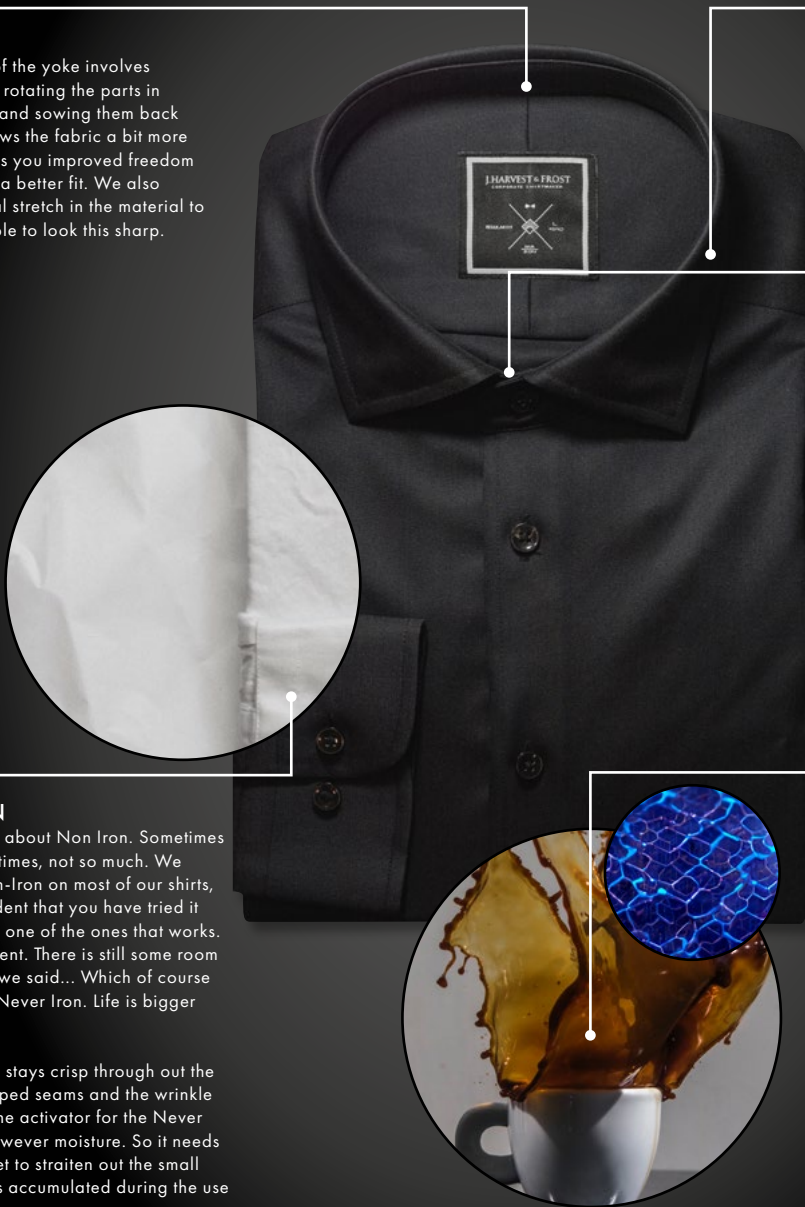 f the yoke involves
rotating the parts in
and sowing them back
ws the fabric a bit more
s you improved freedom
a better fit. We also
l stretch in the material to
le to look this sharp.
J.HARVEST & FROST
CORPORATE SHIRTMAKER
N
about Non Iron. Sometimes
times, not so much. We
n-Iron on most of our shirts,
dent that you have tried it
one of the ones that works.
ent. There is still some room
we said... Which of course
Never Iron. Life is bigger
stays crisp through out the
ped seams and the wrinkle
he activator for the Never
wever moisture. So it needs
et to straiten out the small
s accumulated during the use